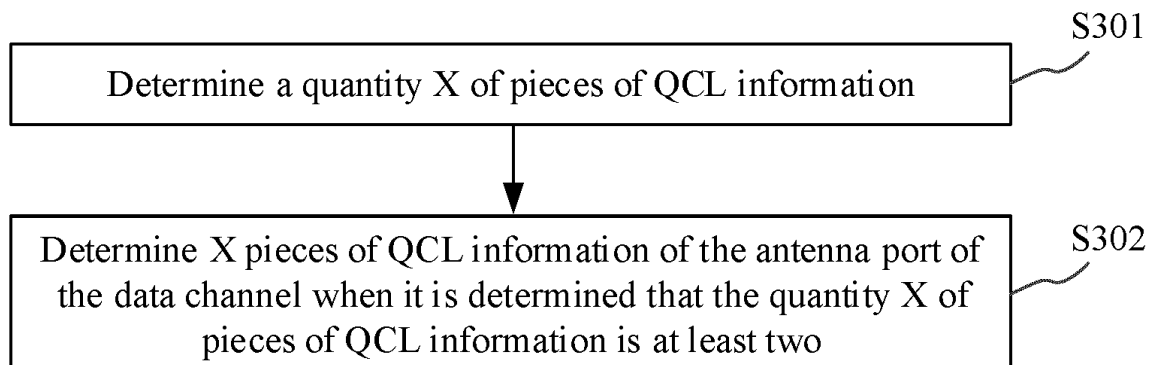 S301
Determine a quantity X of pieces of QCL information
S302
Determine X pieces of QCL information of the antenna port of
the data channel when it is determined that the quantity X of
pieces of QCL information is at least two